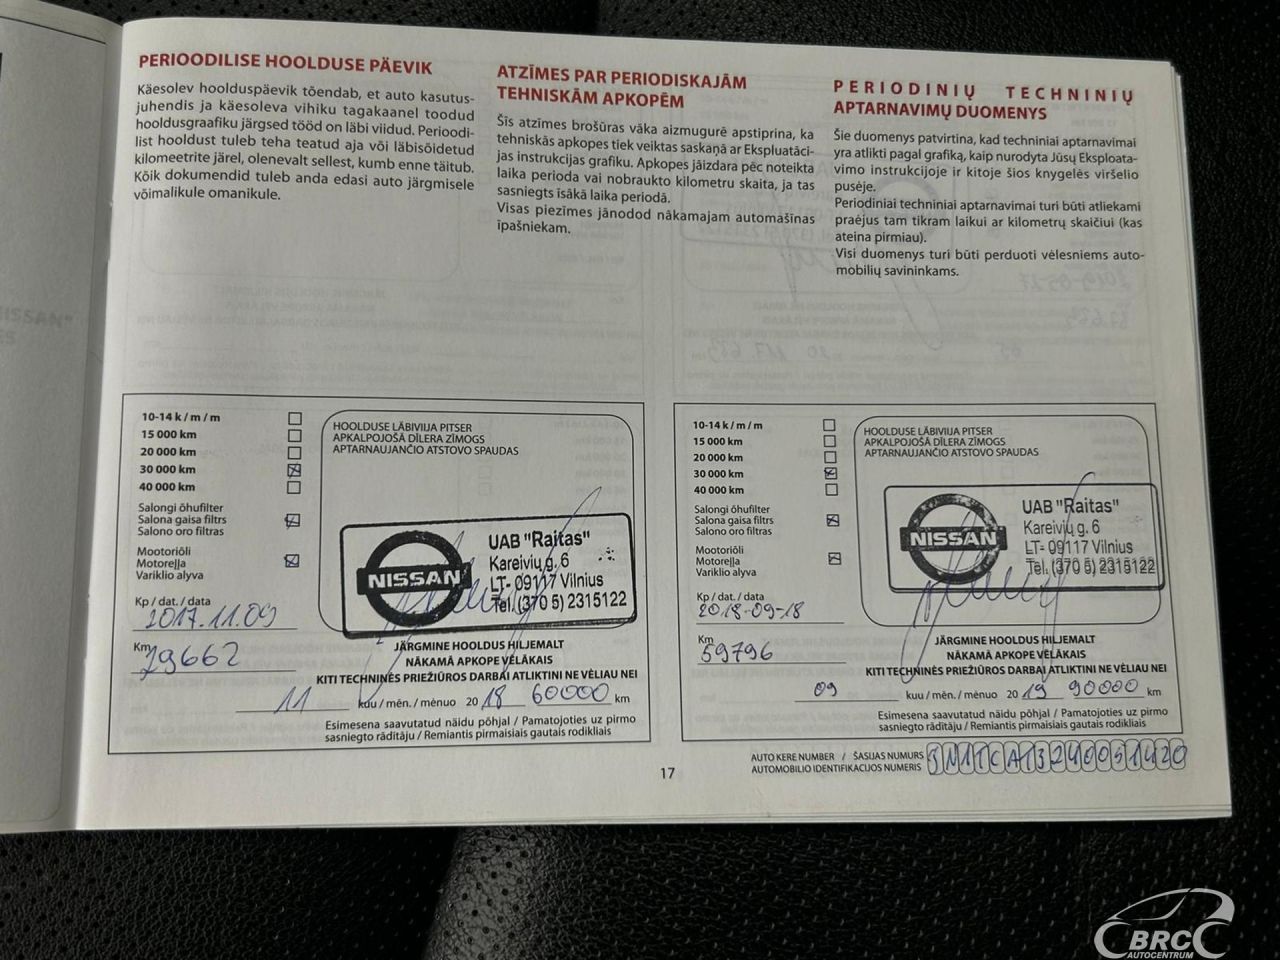 PERIOODILISE HOOLDUSE PÄEVIK
Käesolev hoolduspäevik tõendab, et auto kasutus-
juhendis ja käesoleva vihiku tagakaanel toodud
hooldusgraafiku järgsed tööd on läbi viidud. Perioodi-
list hooldust tuleb teha teatud aja või läbisõidetud
kilomeetrite järel, olenevalt sellest, kumb enne täitub.
Kõik dokumendid tuleb anda edasi auto järgmisele
võimalikule omanikule.
ATZĪMES PAR PERIODISKAJĀM
TEHNISKĀM APKOPĒM
Šīs atzīmes brošūras vāka aizmugurē apstiprina, ka
tehniskās apkopes tiek veiktas saskaņā ar Ekspluatāci-
jas instrukcijas grafiku. Apkopes jāizdara pēc noteikta
laika perioda vai nobraukto kilometru skaita, ja tas
sasniegts īsākā laika periodā.
Visas piezīmes jānodod nākamajam automašīnas
īpašniekam.
PERIODINIŲ TECHNINIŲ
APTARNAVIMŲ DUOMENYS
Šie duomenys patvirtina, kad techniniai aptarnavimai
yra atlikti pagal grafiką, kaip nurodyta Jūsų Eksploata-
vimo instrukcijoje ir kitoje šios knygelės viršelio
pusėje.
Periodiniai techniniai aptarnavimai turi būti atliekami
praėjus tam tikram laikui ar kilometrų skaičiui (kas
ateina pirmiau).
Visi duomenys turi būti perduoti vėlesniems auto-
mobilių savininkams.
10-14 k / m / m
15 000 km
20 000 km
30 000 km
40 000 km
Salongi õhufilter
Salona gaisa filtrs
Salono oro filtras
Mootoriõli
Motoreļļa
Variklio alyva
Kp / dat. / data
2017.11.09
Km
29662
HOOLDUSE LÄBIVIIJA PITSER
APKALPOJOŠĀ DĪLERA ZĪMOGS
APTARNAUJANČIO ATSTOVO SPAUDAS
NISSAN
UAB "Raitas"
Kareivių g. 6
LT- 09117 Vilnius
Tel. (370 5) 2315122
JÄRGMINE HOOLDUS HILJEMALT
NĀKAMĀ APKOPE VĒLĀKAIS
KITI TECHNINĖS PRIEŽIŪROS DARBAI ATLIKTINI NE VĖLIAU NEI
11 kuu / mēn. / mėnuo 20 18 60000 km
Esimesena saavutatud näidu põhjal / Pamatojoties uz pirmo
sasniegto rādītāju / Remiantis pirmaisiais gautais rodikliais
10-14 k / m / m
15 000 km
20 000 km
30 000 km
40 000 km
Salongi õhufilter
Salona gaisa filtrs
Salono oro filtras
Mootoriõli
Motoreļļa
Variklio alyva
Kp / dat. / data
2018-09-18
Km
59796
HOOLDUSE LÄBIVIIJA PITSER
APKALPOJOŠĀ DĪLERA ZĪMOGS
APTARNAUJANČIO ATSTOVO SPAUDAS
NISSAN
UAB "Raitas"
Kareivių g. 6
LT- 09117 Vilnius
Tel. (370 5) 2315122
JÄRGMINE HOOLDUS HILJEMALT
NĀKAMĀ APKOPE VĒLĀKAIS
KITI TECHNINĖS PRIEŽIŪROS DARBAI ATLIKTINI NE VĖLIAU NEI
09 kuu / mēn. / mėnuo 20 19 90000 km
Esimesena saavutatud näidu põhjal / Pamatojoties uz pirmo
sasniegto rādītāju / Remiantis pirmaisiais gautais rodikliais
17
AUTO KERE NUMBER / ŠASIJAS NUMURS
AUTOMOBILIO IDENTIFIKACIJOS NUMERIS
BRC
AUTOCENTRUM